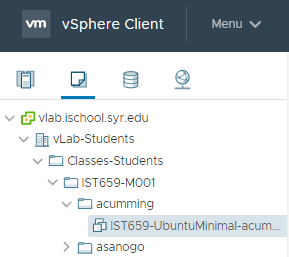 vm vSphere Client Menu
vlab.ischool.syr.edu
vLab-Students
Classes-Students
IST659-M001
acumming
IST659-UbuntuMinimal-acum...
asanogo